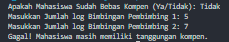 Apakah Mahasiswa Sudah Bebas Kompen (Ya/Tidak): Tidak
Masukkan Jumlah log Bimbingan Pembimbing 1: 5
Masukkan Jumlah log Bimbingan Pembimbing 2: 7
Gagal! Mahasiswa masih memiliki tanggungan kompen.